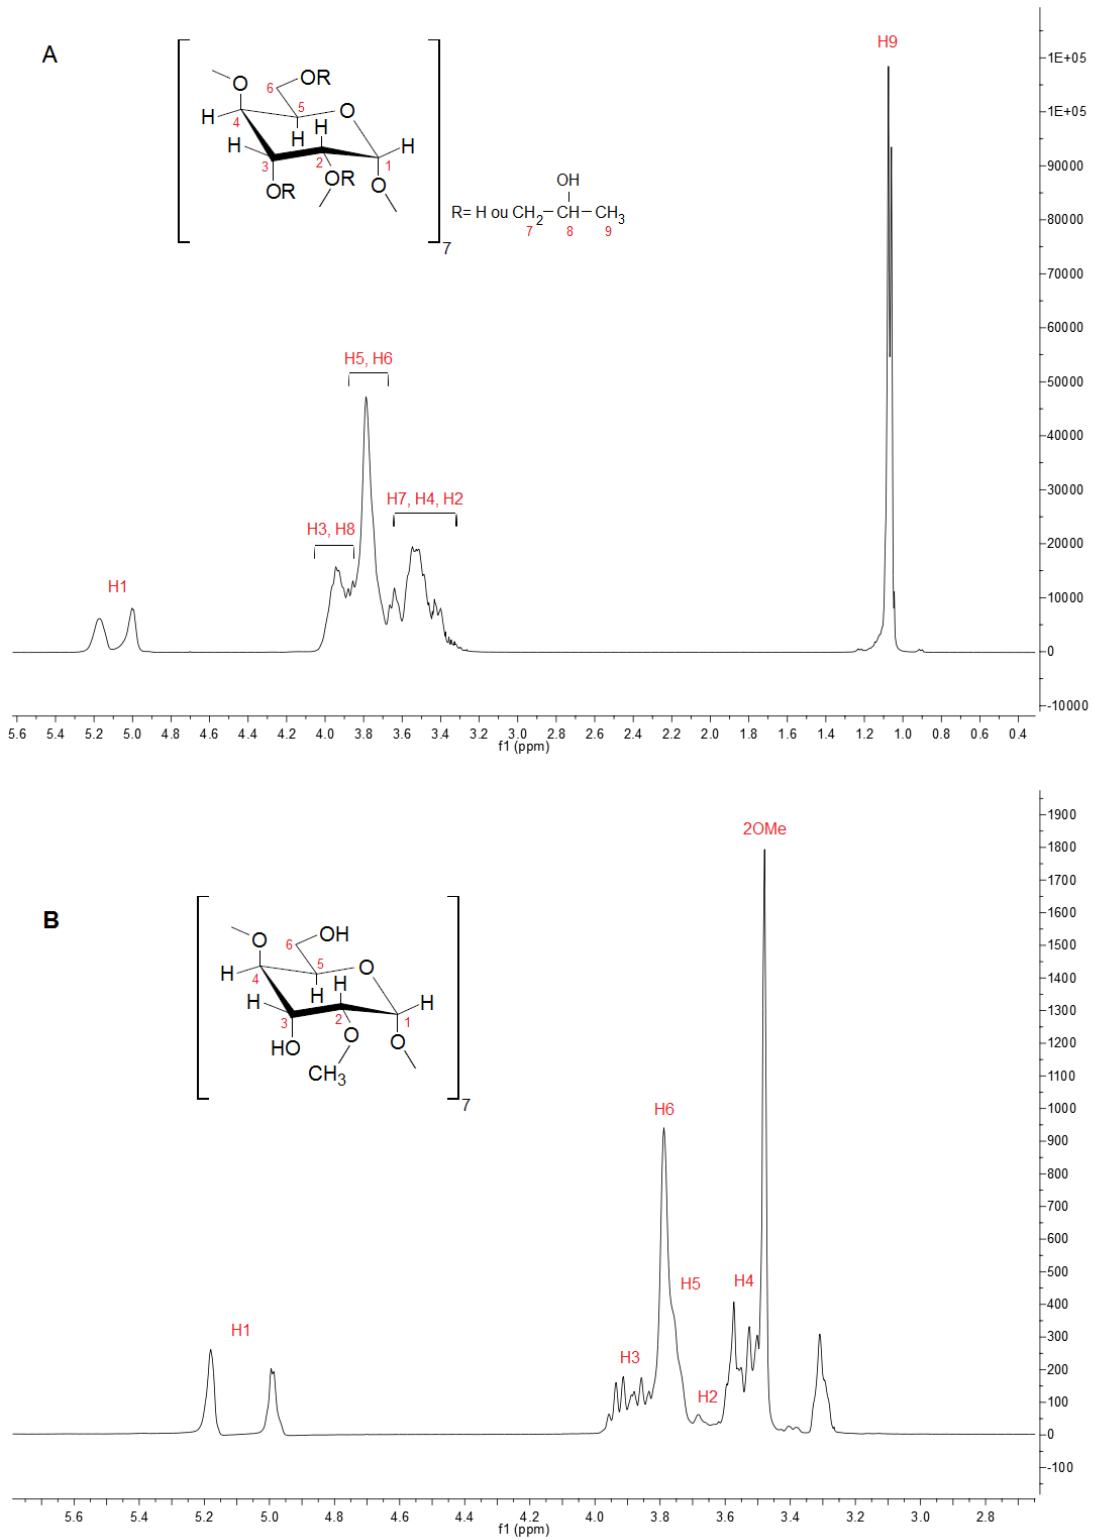 A
H9
OR
6
O
5
O
H
H
4
H
H
3
2
1
OR
OR
O
O
7
OH
R= H ou CH2–CH–CH3
7 8 9
H5, H6
H7, H4, H2
H3, H8
H1
1E+05
1E+05
90000
80000
70000
60000
50000
40000
30000
20000
10000
0
-10000
5.6 5.4 5.2 5.0 4.8 4.6 4.4 4.2 4.0 3.8 3.6 3.4 3.2 3.0 2.8 2.6 2.4 2.2 2.0 1.8 1.6 1.4 1.2 1.0 0.8 0.6 0.4
f1 (ppm)
B
6
OH
O
5
O
H
4
H
H
H
3
2
1
HO
O
O
CH3
7
2OMe
H6
H5
H4
H3
H2
H1
1900
1800
1700
1600
1500
1400
1300
1200
1100
1000
900
800
700
600
500
400
300
200
100
0
-100
5.6 5.4 5.2 5.0 4.8 4.6 4.4 4.2 4.0 3.8 3.6 3.4 3.2 3.0 2.8
f1 (ppm)